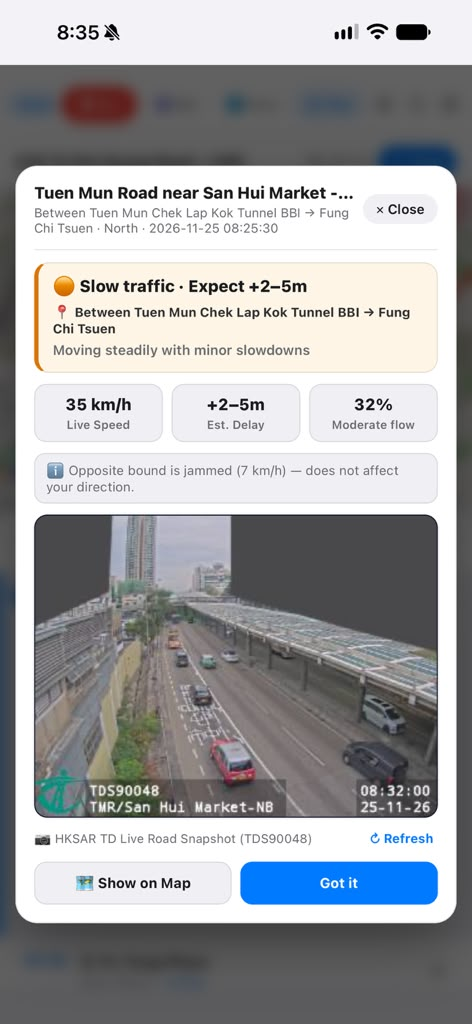 8:35
Tuen Mun Road near San Hui Market -...
× Close
Between Tuen Mun Chek Lap Kok Tunnel BBI → Fung
Chi Tsuen · North · 2026-11-25 08:25:30
Slow traffic · Expect +2–5m
Between Tuen Mun Chek Lap Kok Tunnel BBI → Fung
Chi Tsuen
Moving steadily with minor slowdowns
35 km/h
Live Speed
+2–5m
Est. Delay
32%
Moderate flow
Opposite bound is jammed (7 km/h) — does not affect
your direction.
TDS90048
TMR/San Hui Market-NB
08:32:00
25-11-26
HKSAR TD Live Road Snapshot (TDS90048)
↻ Refresh
Show on Map
Got it